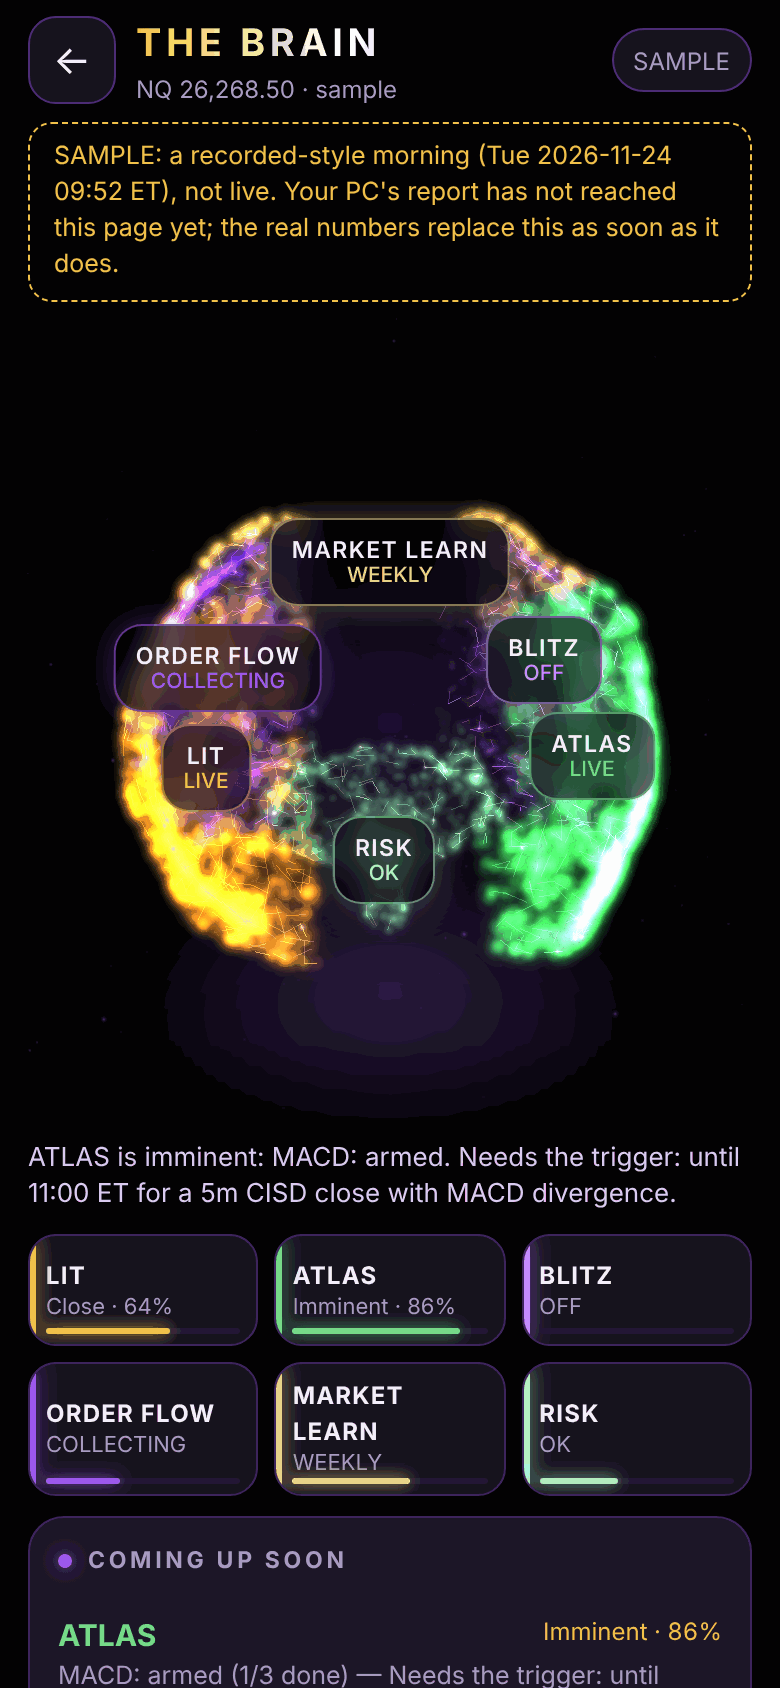 THE BRAIN
NQ 26,268.50 · sample
SAMPLE
SAMPLE: a recorded-style morning (Tue 2026-11-24
09:52 ET), not live. Your PC's report has not reached
this page yet; the real numbers replace this as soon as it
does.
MARKET LEARN
WEEKLY
ORDER FLOW
COLLECTING
BLITZ
OFF
LIT
LIVE
ATLAS
LIVE
RISK
OK
ATLAS is imminent: MACD: armed. Needs the trigger: until
11:00 ET for a 5m CISD close with MACD divergence.
LIT
Close · 64%
ATLAS
Imminent · 86%
BLITZ
OFF
ORDER FLOW
COLLECTING
MARKET
LEARN
WEEKLY
RISK
OK
COMING UP SOON
ATLAS
Imminent · 86%
MACD: armed (1/3 done) — Needs the trigger: until